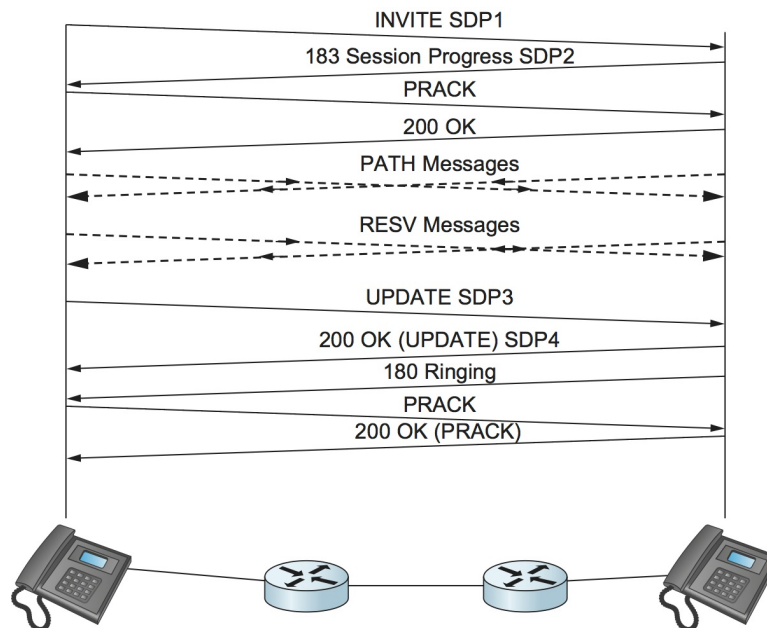 INVITE SDP1
183 Session Progress SDP2
PRACK
200 OK
PATH Messages
RESV Messages
UPDATE SDP3
200 OK (UPDATE) SDP4
180 Ringing
PRACK
200 OK (PRACK)